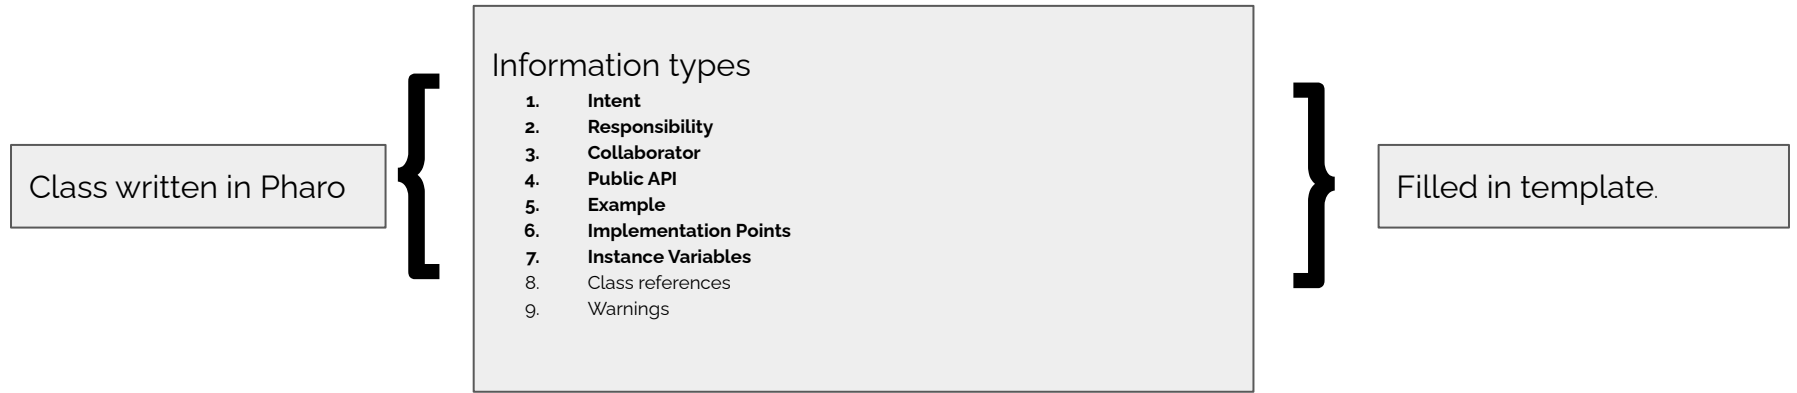 Class written in Pharo
{
Information types
1. Intent
2. Responsibility
3. Collaborator
4. Public API
5. Example
6. Implementation Points
7. Instance Variables
8. Class references
9. Warnings
}
Filled in template.